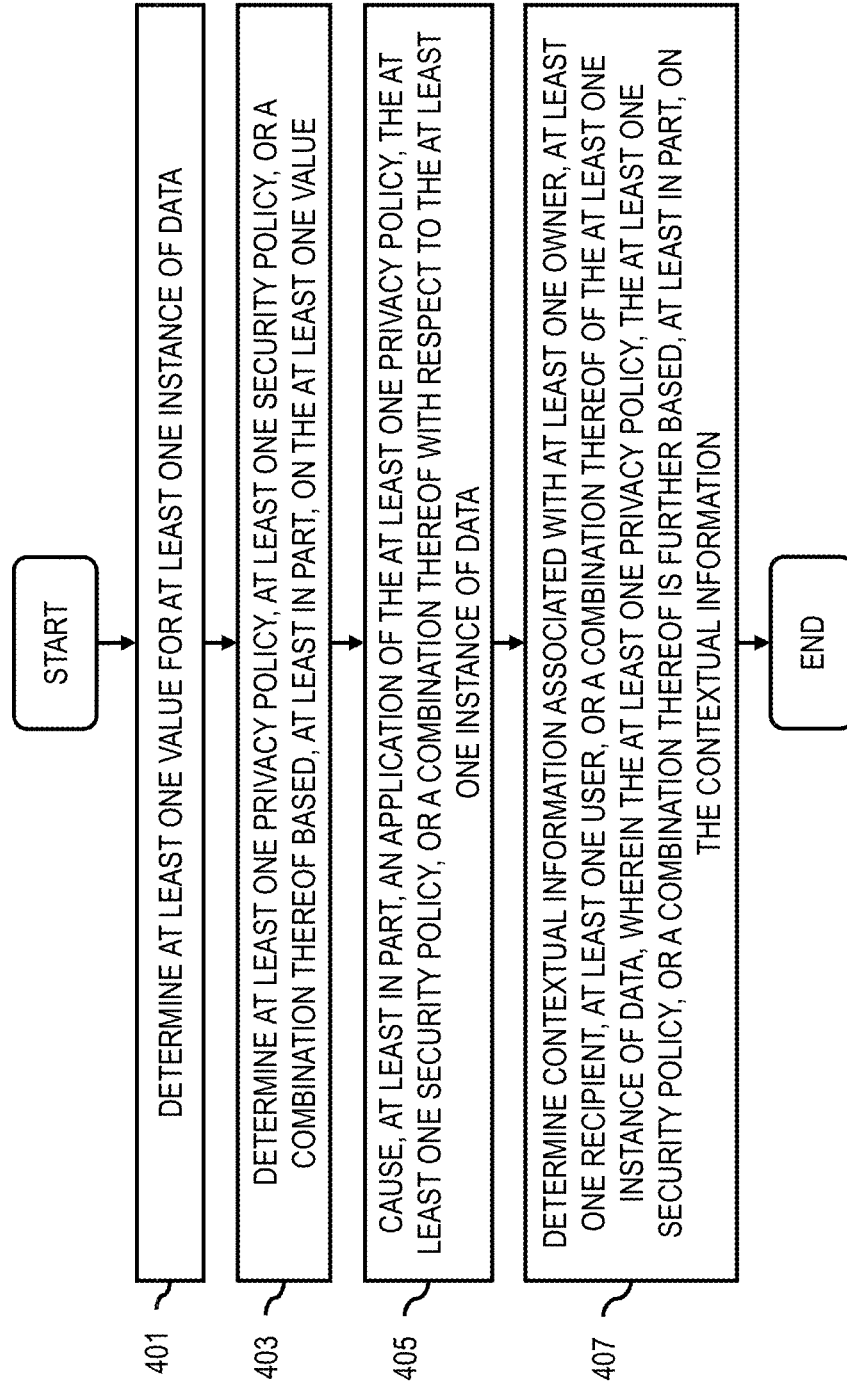 START
401
DETERMINE AT LEAST ONE VALUE FOR AT LEAST ONE INSTANCE OF DATA
403
DETERMINE AT LEAST ONE PRIVACY POLICY, AT LEAST ONE SECURITY POLICY, OR A
COMBINATION THEREOF BASED, AT LEAST IN PART, ON THE AT LEAST ONE VALUE
405
CAUSE, AT LEAST IN PART, AN APPLICATION OF THE AT LEAST ONE PRIVACY POLICY, THE AT
LEAST ONE SECURITY POLICY, OR A COMBINATION THEREOF WITH RESPECT TO THE AT LEAST
ONE INSTANCE OF DATA
407
DETERMINE CONTEXTUAL INFORMATION ASSOCIATED WITH AT LEAST ONE OWNER, AT LEAST
ONE RECIPIENT, AT LEAST ONE USER, OR A COMBINATION THEREOF OF THE AT LEAST ONE
INSTANCE OF DATA, WHEREIN THE AT LEAST ONE PRIVACY POLICY, THE AT LEAST ONE
SECURITY POLICY, OR A COMBINATION THEREOF IS FURTHER BASED, AT LEAST IN PART, ON
THE CONTEXTUAL INFORMATION
END